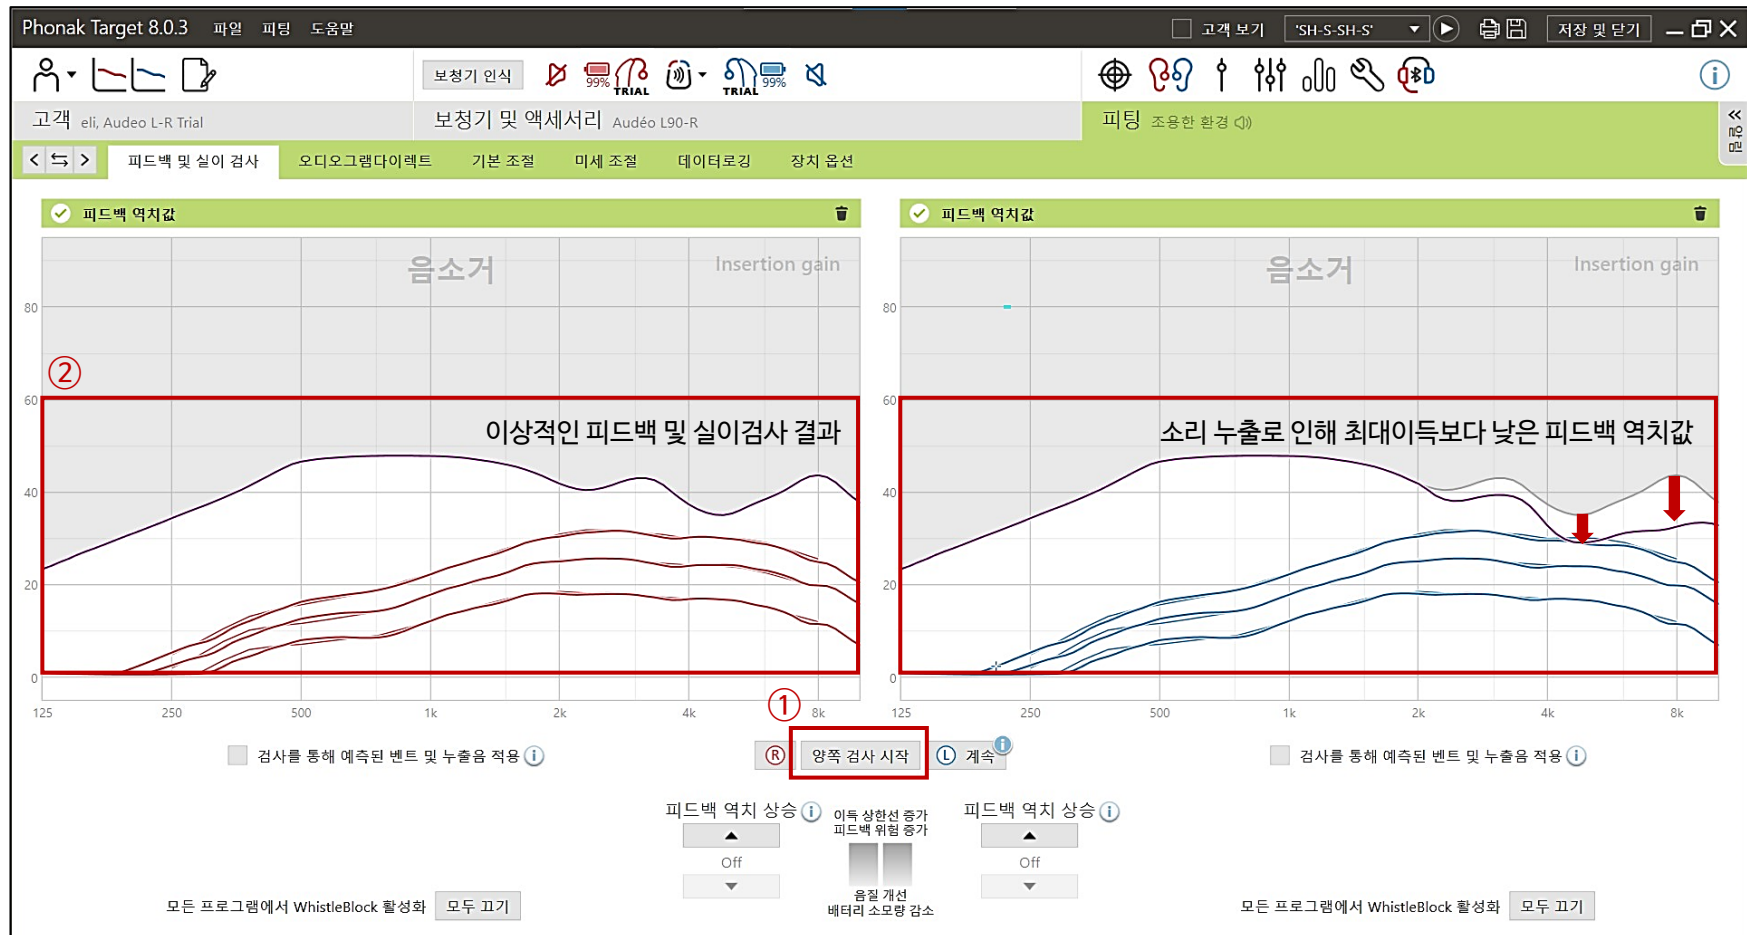 Phonak Target 8.0.3 파일 피팅 도움말 고객 보기 'SH-S-SH-S' 저장 및 닫기
보청기 인식 99% TRIAL TRIAL 99%
고객 eli, Audeo L-R Trial 보청기 및 액세서리 Audéo L90-R 피팅 조용한 환경
알림
피드백 및 실이 검사 오디오그램다이렉트 기본 조절 미세 조절 데이터로깅 장치 옵션
피드백 역치값
음소거 Insertion gain
80
②
60
이상적인 피드백 및 실이검사 결과
40
20
0
125 250 500 1k 2k 4k 8k
피드백 역치값
음소거 Insertion gain
80
60
소리 누출로 인해 최대이득보다 낮은 피드백 역치값
40
20
0
125 250 500 1k 2k 4k 8k
①
검사를 통해 예측된 벤트 및 누출음 적용 R 양쪽 검사 시작 L 계속 검사를 통해 예측된 벤트 및 누출음 적용
피드백 역치 상승 이득 상한선 증가 피드백 역치 상승
피드백 위험 증가
Off Off
음질 개선
배터리 소모량 감소
모든 프로그램에서 WhistleBlock 활성화 모두 끄기 모든 프로그램에서 WhistleBlock 활성화 모두 끄기